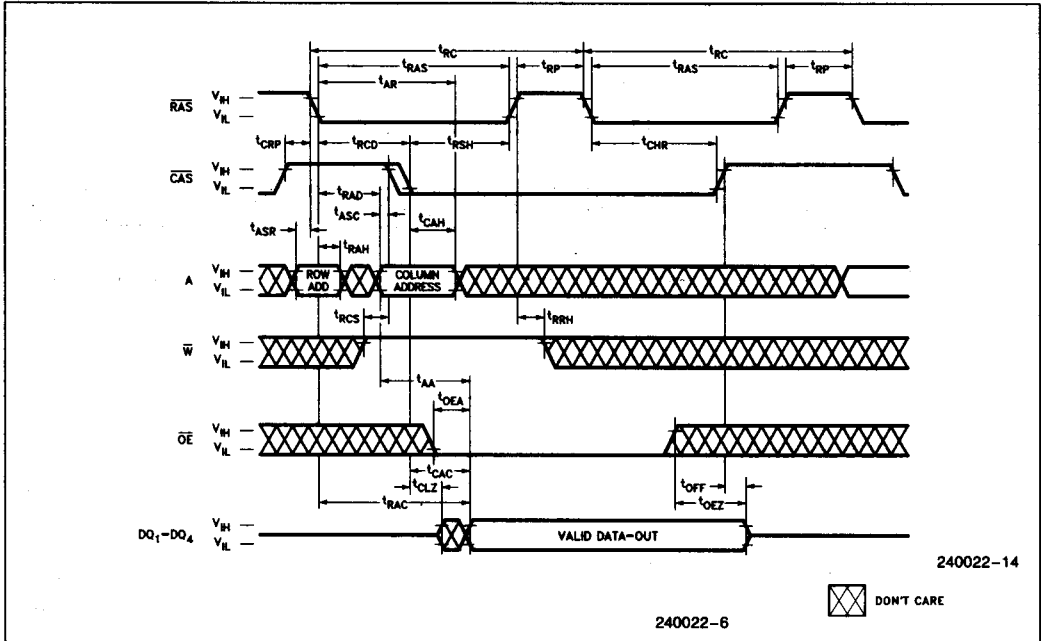 tRC tRC
tRAS tRP tRAS tRP
tAR
RAS VIH
VIL
tCRP tRCD tRSH tCHR
CAS VIH
VIL
tRAD
tASC tCAH
tASR
tRAH
A VIH
VIL
ROW ADD
COLUMN ADDRESS
tRCS tRRH
W VIH
VIL
tAA
tOEA
OE VIH
VIL
tCAC
tCLZ
tOFF
tRAC
tOEZ
DQ1–DQ4 VIH
VIL
VALID DATA–OUT
240022–14
DON'T CARE
240022–6